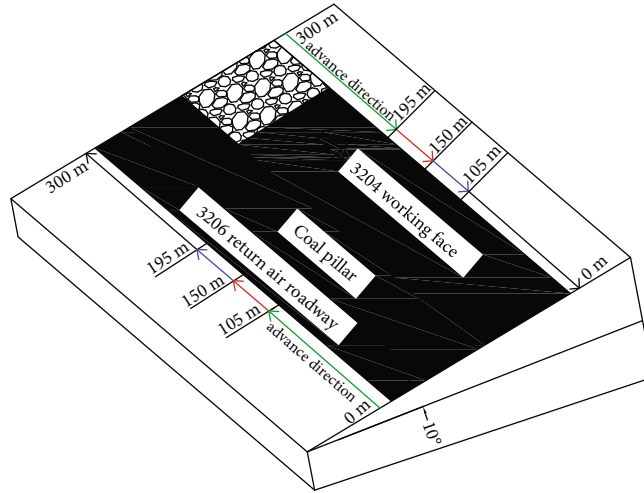 300 m
advance direction
195 m
150 m
105 m
3204 working face
300 m
3206 return air roadway
Coal pillar
0 m
195 m
150 m
105 m
advance direction
0 m
10°